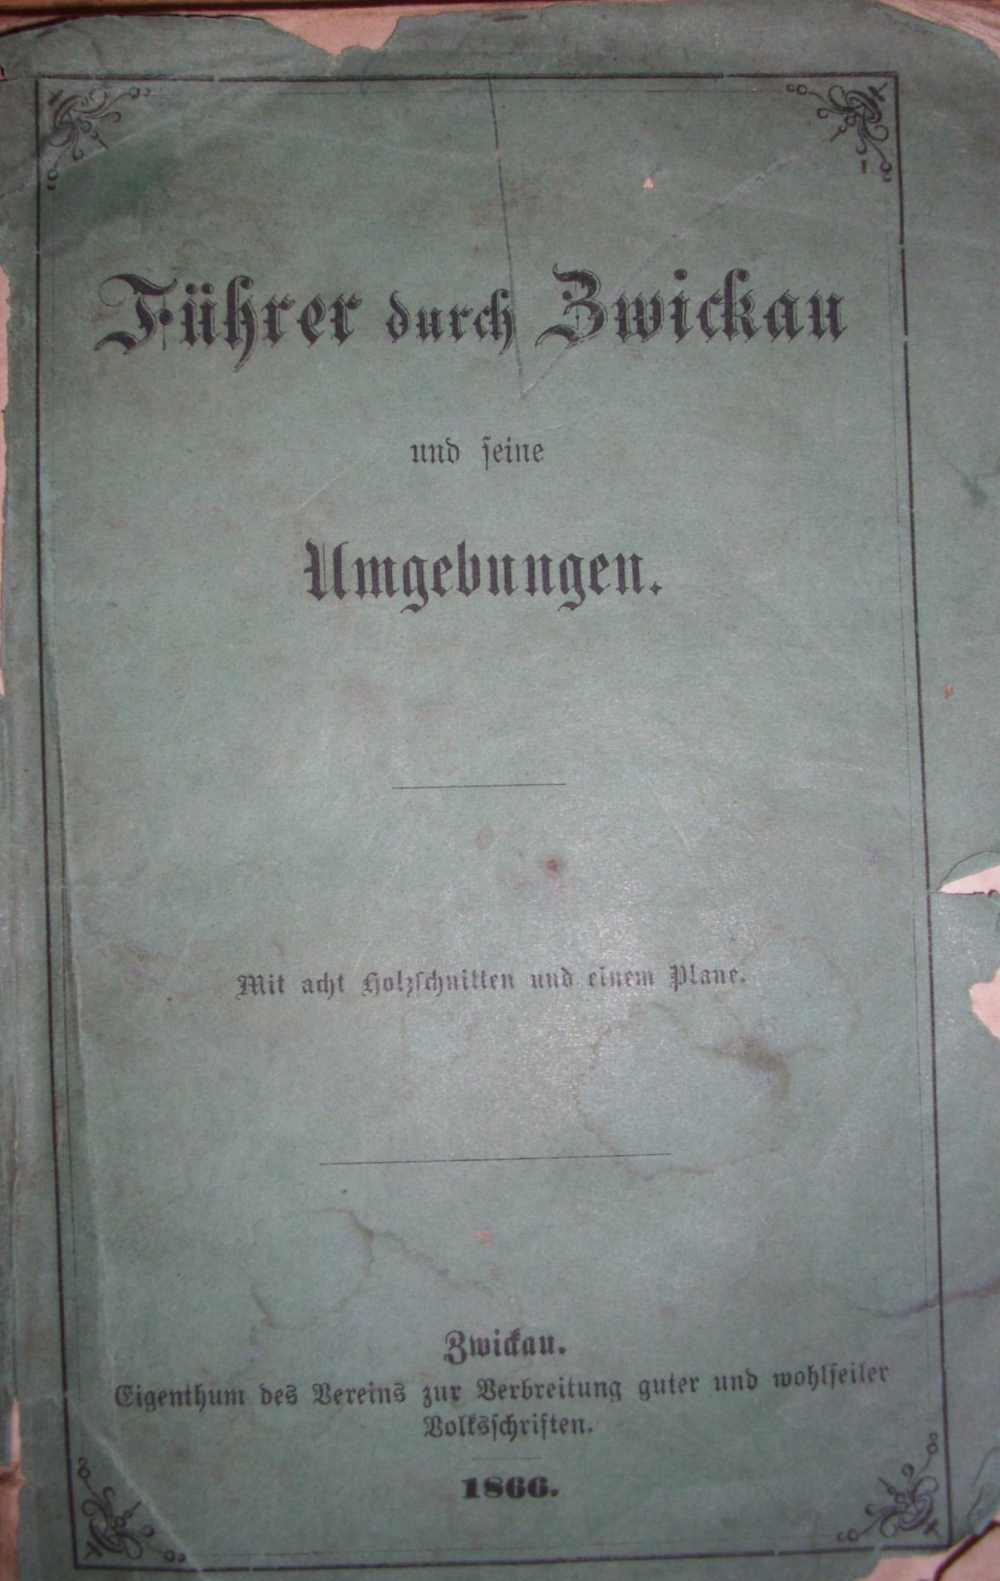 Führer durch Zwickau
und seine
Umgebungen.
Mit acht Holzschnitten und einem Plane.
Zwickau.
Eigenthum des Vereins zur Verbreitung guter und wohlfeiler
Volksschriften.
1866.